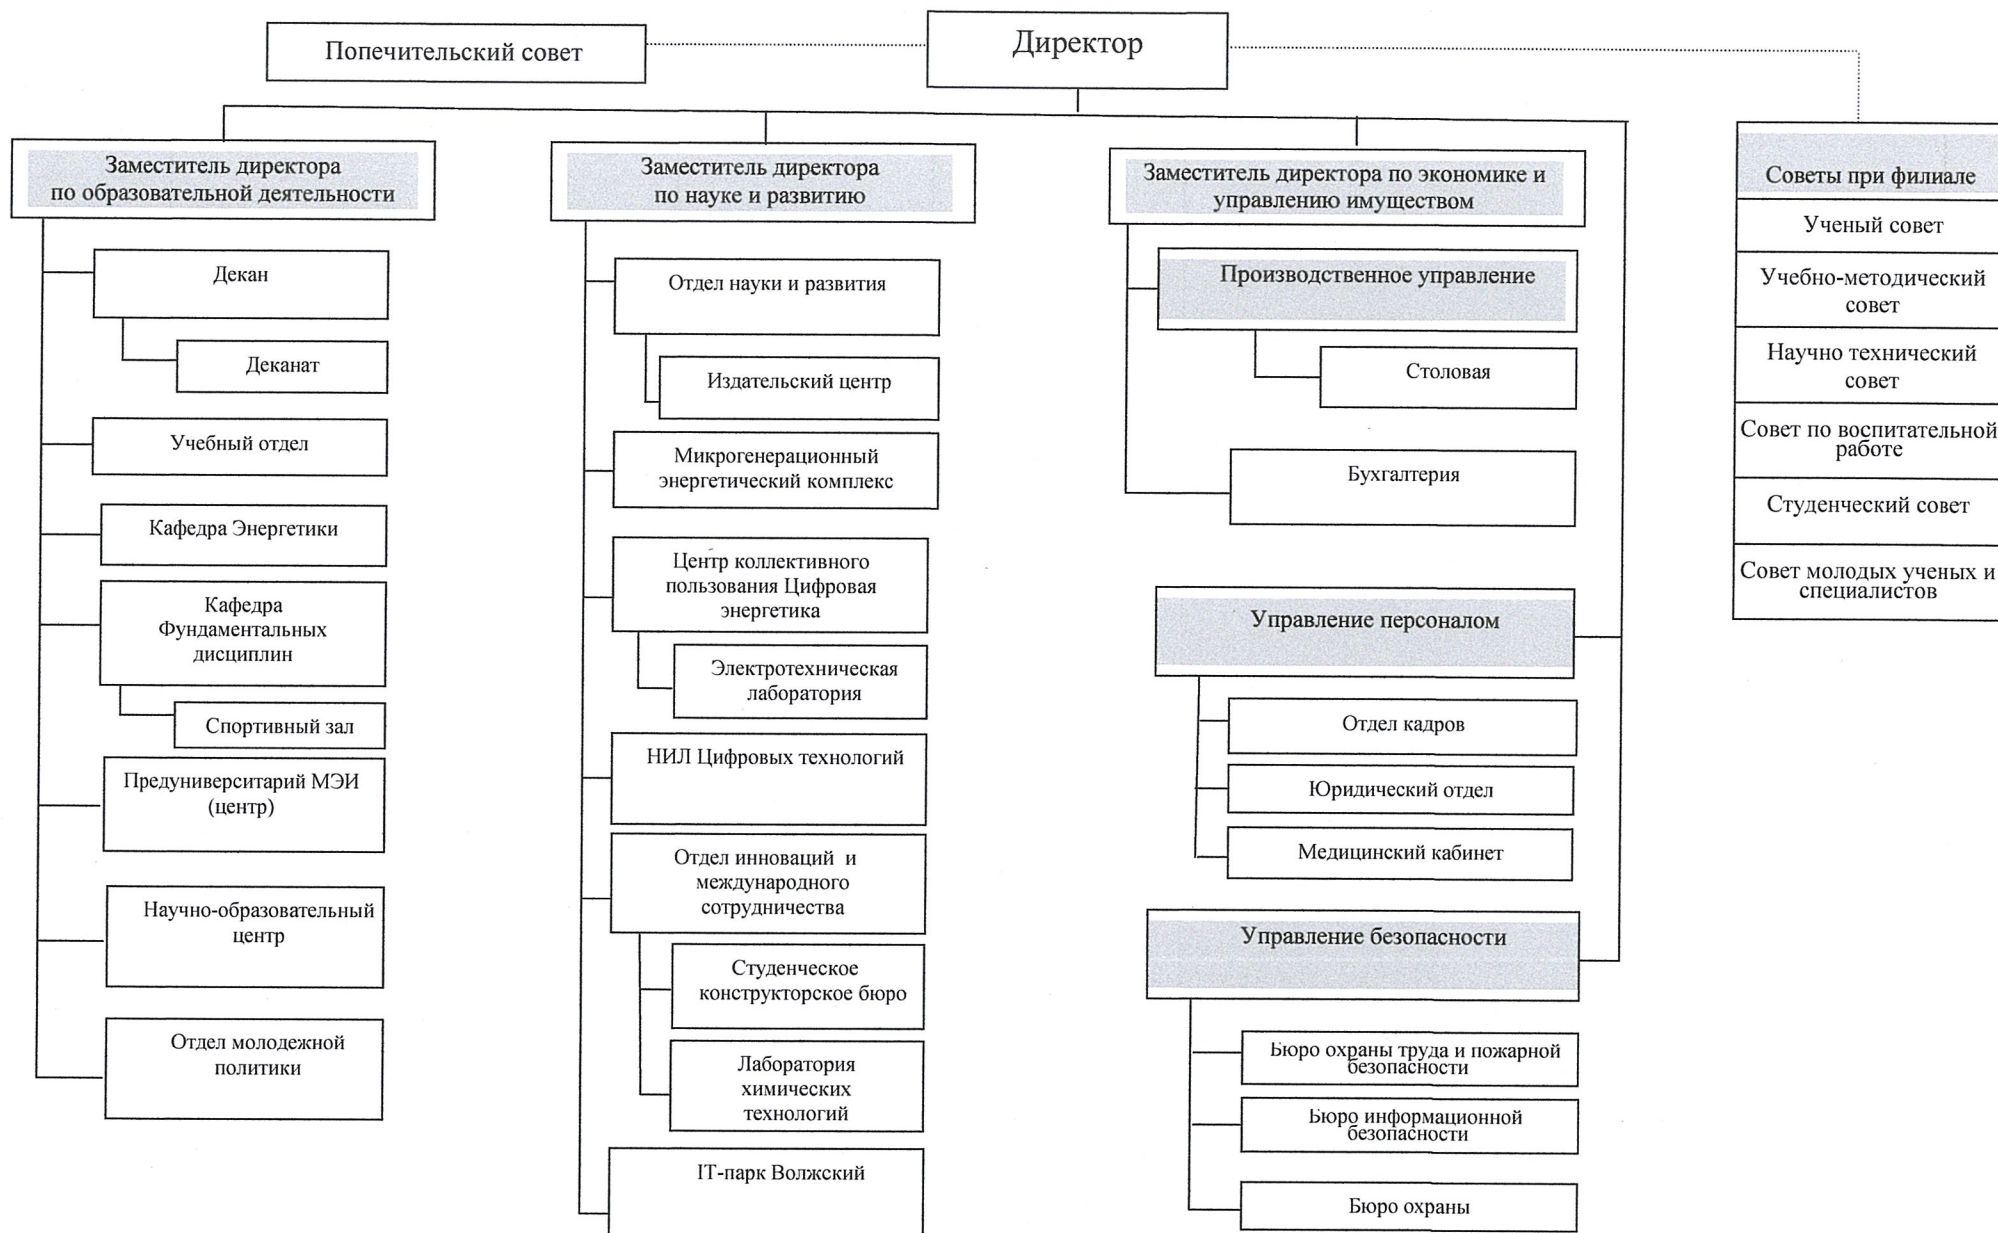 Попечительский совет
Директор
Заместитель директора
по образовательной деятельности
Декан
Деканат
Учебный отдел
Кафедра Энергетики
Кафедра
Фундаментальных
дисциплин
Спортивный зал
Предуниверситарий МЭИ
(центр)
Научно-образовательный
центр
Отдел молодежной
политики
Заместитель директора
по науке и развитию
Отдел науки и развития
Издательский центр
Микрогенерационный
энергетический комплекс
Центр коллективного
пользования Цифровая
энергетика
Электротехническая
лаборатория
НИЛ Цифровых технологий
Отдел инноваций и
международного
сотрудничества
Студенческое
конструкторское бюро
Лаборатория
химических
технологий
IT-парк Волжский
Заместитель директора по экономике и
управлению имуществом
Производственное управление
Столовая
Бухгалтерия
Управление персоналом
Отдел кадров
Юридический отдел
Медицинский кабинет
Управление безопасности
Бюро охраны труда и пожарной
безопасности
Бюро информационной
безопасности
Бюро охраны
Советы при филиале
Ученый совет
Учебно-методический
совет
Научно технический
совет
Совет по воспитательной
работе
Студенческий совет
Совет молодых ученых и
специалистов